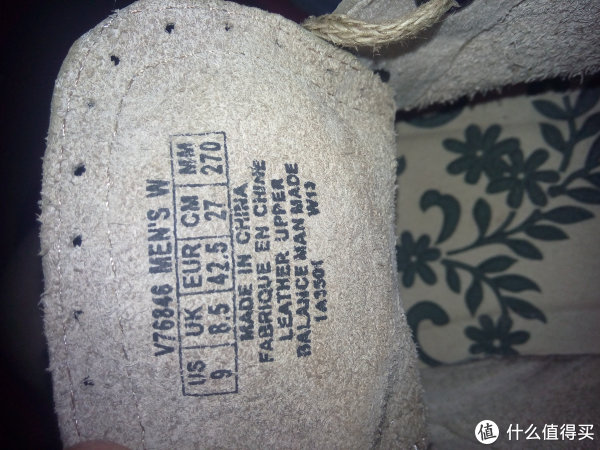 V76846 MEN'S W
US UK EUR CM MM
9 8.5 42.5 27 270
MADE IN CHINA
FABRIQUE EN CHINE
LEATHER UPPER
BALANCE MAN MADE
W13
1A3501
值 什么值得买